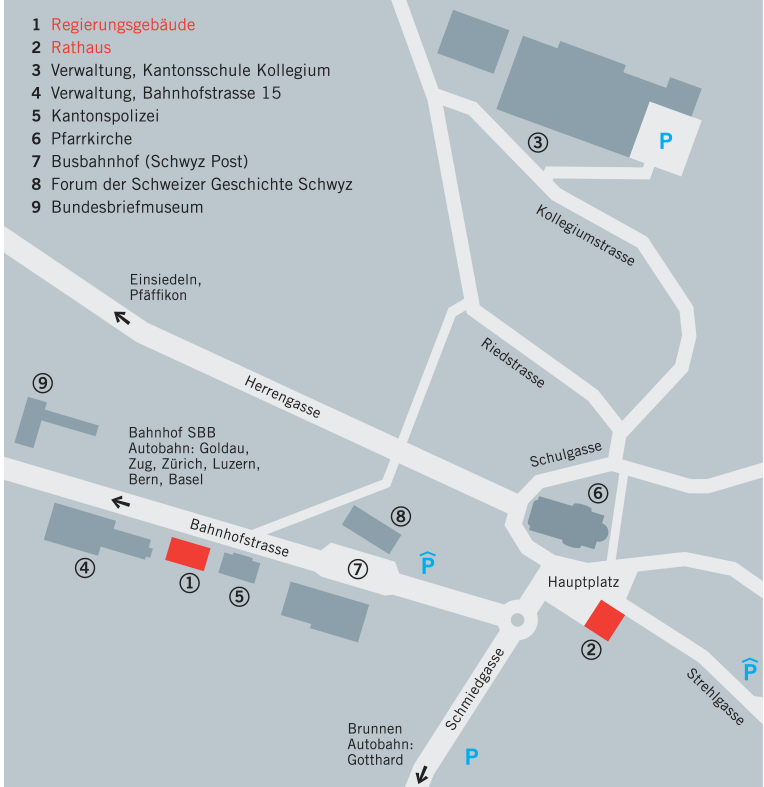 1 Regierungsgebäude
2 Rathaus
3 Verwaltung, Kantonsschule Kollegium
4 Verwaltung, Bahnhofstrasse 15
5 Kantonspolizei
6 Pfarrkirche
7 Busbahnhof (Schwyz Post)
8 Forum der Schweizer Geschichte Schwyz
9 Bundesbriefmuseum
P
3
Kollegiumstrasse
Einsiedeln,
Pfäffikon
Riedstrasse
Herrengasse
9
Bahnhof SBB
Autobahn: Goldau,
Zug, Zürich, Luzern,
Bern, Basel
Schulgasse
6
8
Bahnhofstrasse
4
1
5
7
P
Hauptplatz
2
P
Strehlgasse
Schmiedgasse
Brunnen
Autobahn:
Gotthard
P